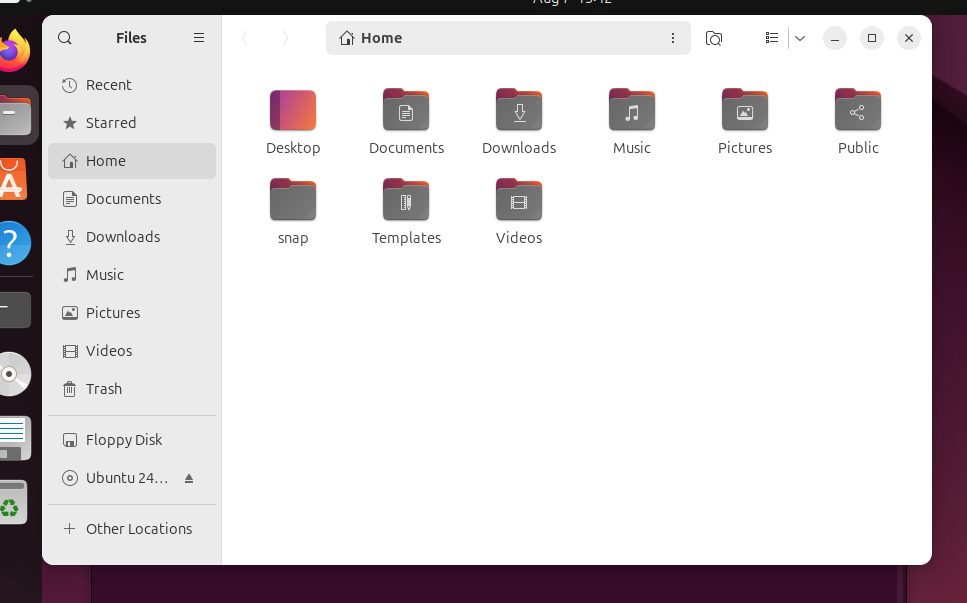 Files
Home
Recent
Starred
Home
Documents
Downloads
Music
Pictures
Videos
Trash
Floppy Disk
Ubuntu 24…
Other Locations
Desktop
Documents
Downloads
Music
Pictures
Public
snap
Templates
Videos